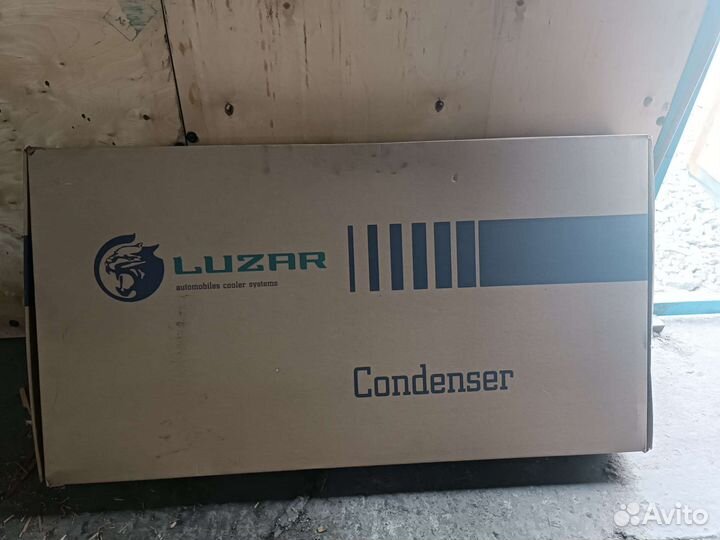 LUZAR
automobiles cooler systems
Condenser
Avito